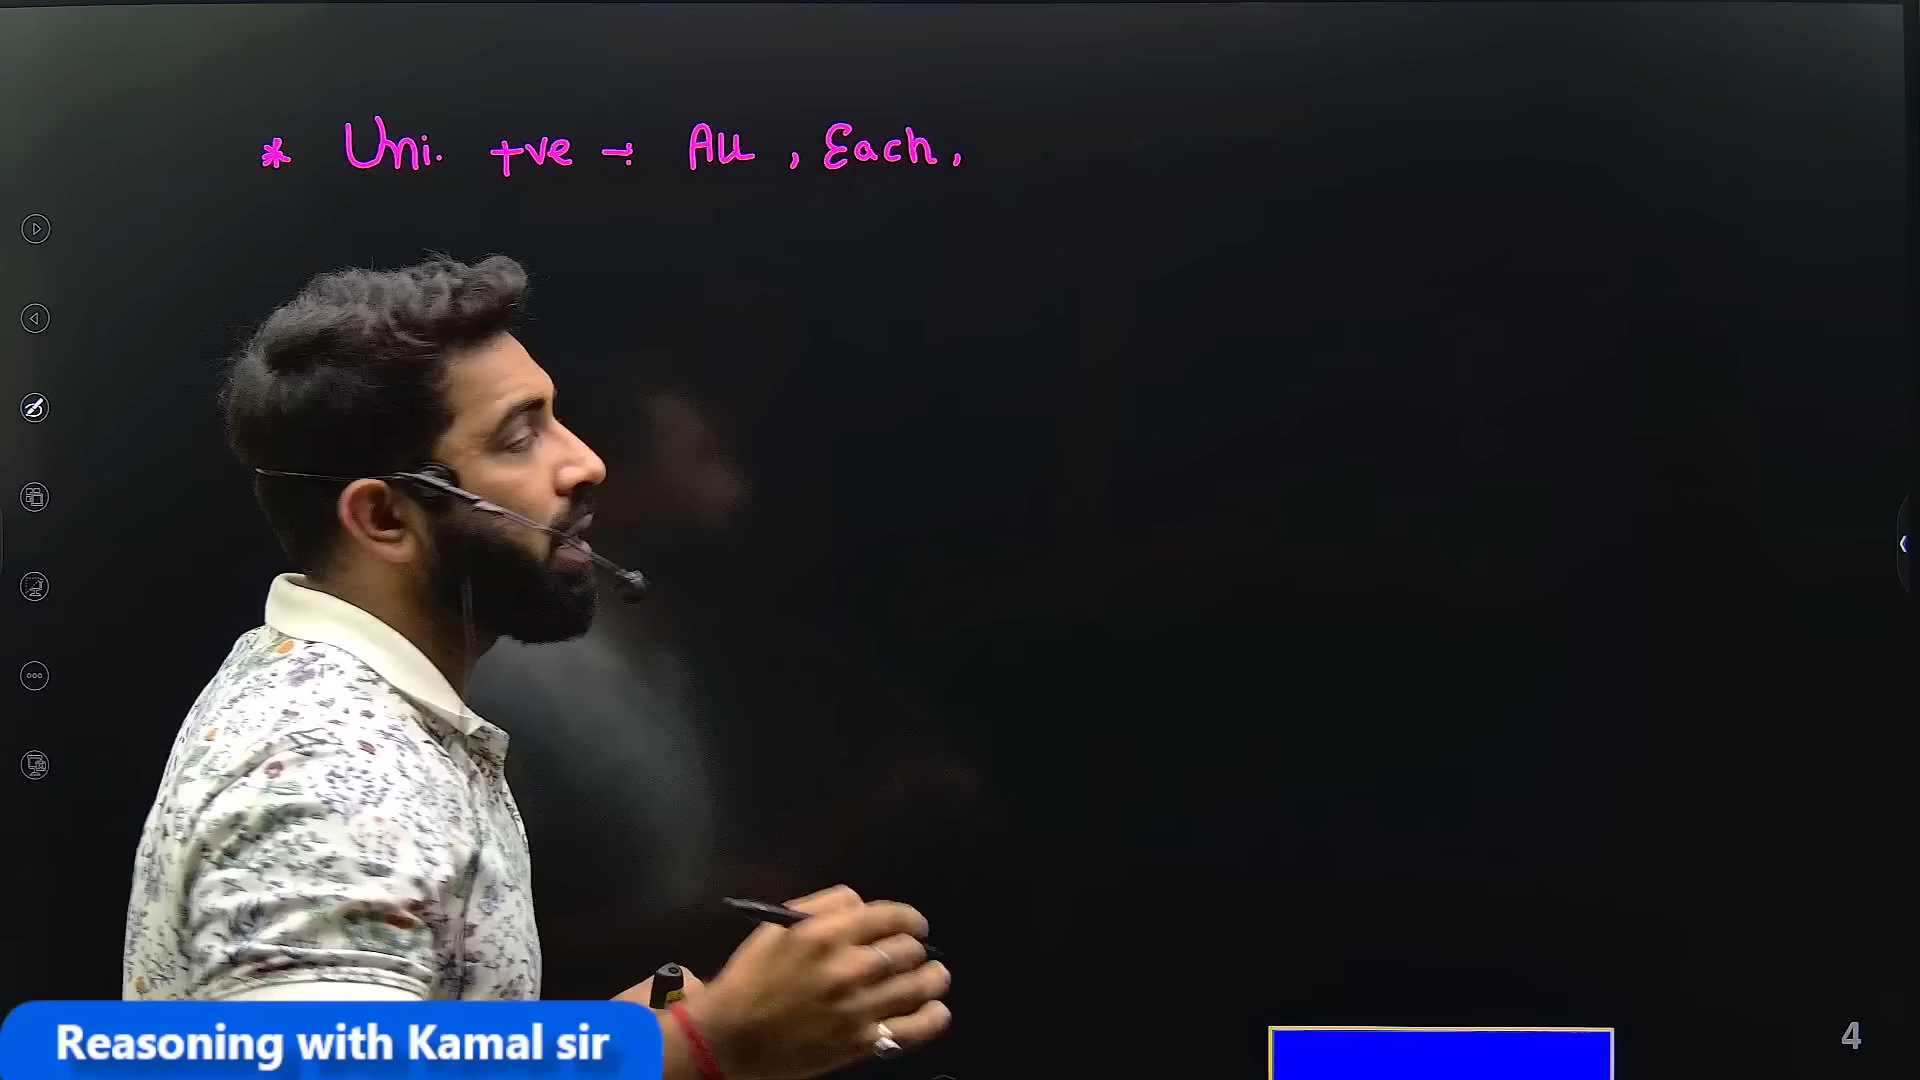 * Uni. +ve -: All, Each,
Reasoning with Kamal sir
4